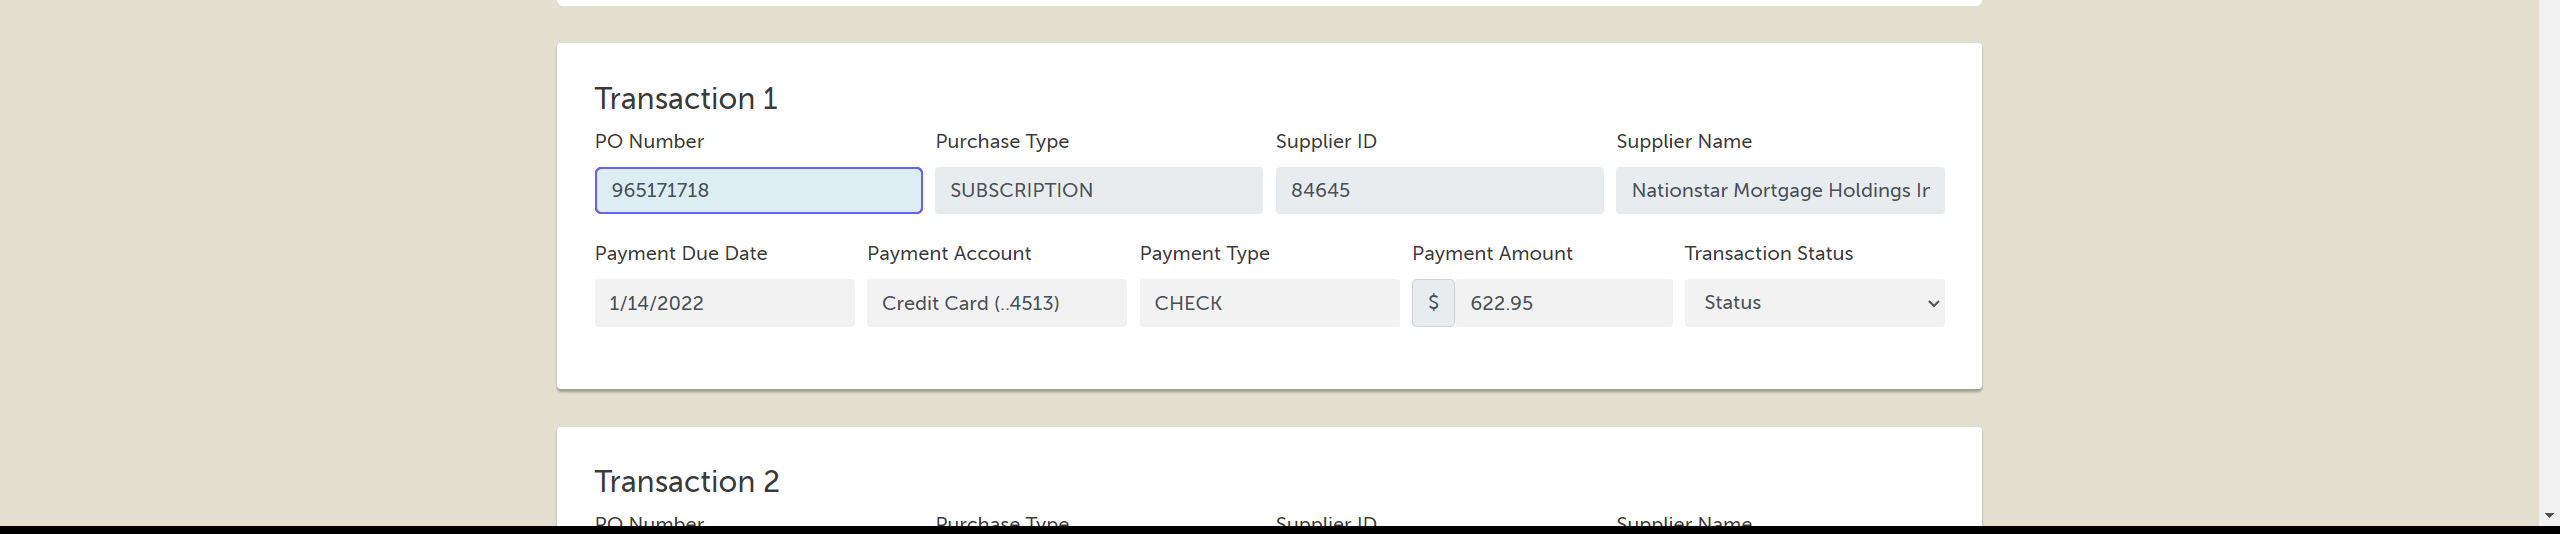 Transaction 1
PO Number Purchase Type Supplier ID Supplier Name
965171718 SUBSCRIPTION 84645 Nationstar Mortgage Holdings Ir
Payment Due Date Payment Account Payment Type Payment Amount Transaction Status
1/14/2022 Credit Card (..4513) CHECK $ 622.95 Status
Transaction 2
PO Number Purchase Type Supplier ID Supplier Name